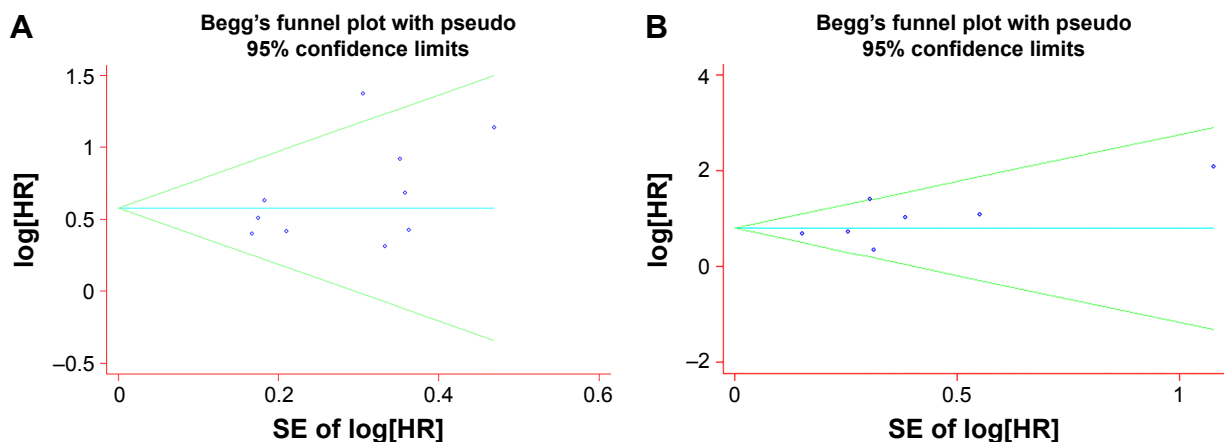 A
Begg's funnel plot with pseudo
95% confidence limits
log[HR]
1.5
1
0.5
0
–0.5
0
0.2
0.4
0.6
SE of log[HR]
B
Begg's funnel plot with pseudo
95% confidence limits
log[HR]
4
2
0
–2
0
0.5
1
SE of log[HR]